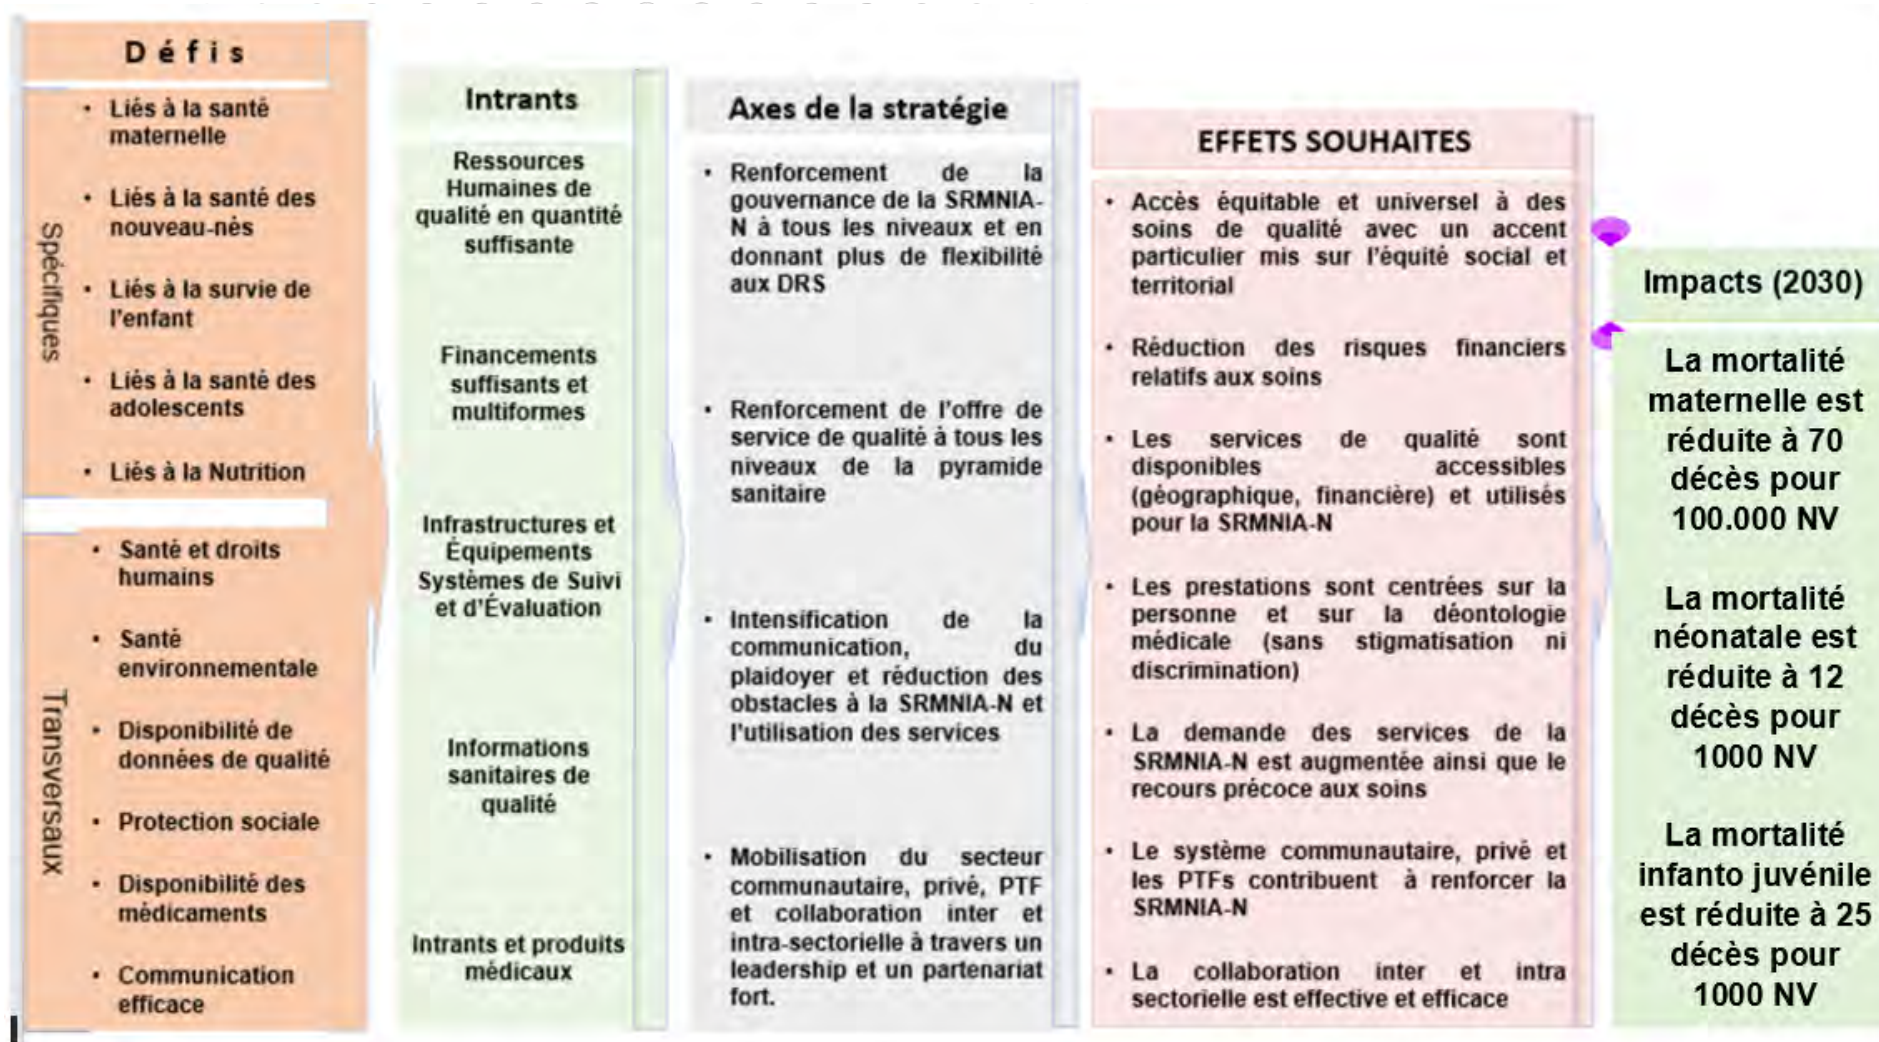 Défis
Spécifiques
• Liés à la santé
maternelle
• Liés à la santé des
nouveau-nès
• Liés à la survie de
l'enfant
• Liés à la santé des
adolescents
• Liés à la Nutrition
Transversaux
• Santé et droits
humains
• Santé
environnementale
• Disponibilité de
données de qualité
• Protection sociale
• Disponibilité des
médicaments
• Communication
efficace
Intrants
Ressources
Humaines de
qualité en quantité
suffisante
Financements
suffisants et
multiformes
Infrastructures et
Équipements
Systèmes de Suivi
et d'Évaluation
Informations
sanitaires de
qualité
Intrants et produits
médicaux
Axes de la stratégie
• Renforcement de la
gouvernance de la SRMNIA-
N à tous les niveaux et en
donnant plus de flexibilité
aux DRS
• Renforcement de l'offre de
service de qualité à tous les
niveaux de la pyramide
sanitaire
• Intensification de la
communication, du
plaidoyer et réduction des
obstacles à la SRMNIA-N et
l'utilisation des services
• Mobilisation du secteur
communautaire, privé, PTF
et collaboration inter et
intra-sectorielle à travers un
leadership et un partenariat
fort.
EFFETS SOUHAITES
• Accès équitable et universel à des
soins de qualité avec un accent
particulier mis sur l'équité social et
territorial
• Réduction des risques financiers
relatifs aux soins
• Les services de qualité sont
disponibles accessibles
(géographique, financière) et utilisés
pour la SRMNIA-N
• Les prestations sont centrées sur la
personne et sur la déontologie
médicale (sans stigmatisation ni
discrimination)
• La demande des services de la
SRMNIA-N est augmentée ainsi que le
recours précoce aux soins
• Le système communautaire, privé et
les PTFs contribuent à renforcer la
SRMNIA-N
• La collaboration inter et intra
sectorielle est effective et efficace
Impacts (2030)
La mortalité
maternelle est
réduite à 70
décès pour
100.000 NV
La mortalité
néonatale est
réduite à 12
décès pour
1000 NV
La mortalité
infanto juvénile
est réduite à 25
décès pour
1000 NV